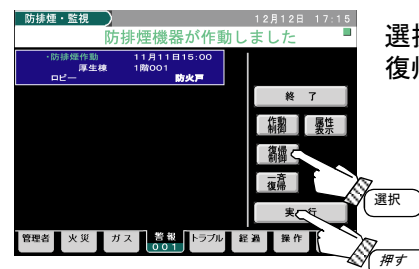 防排煙・監視
12月12日 17:15
防排煙機器が作動しました
・防排煙作動 11月11日15:00
厚生棟 1階001
ロビー 防火戸
終 了
作動
制御
属性
表示
復帰
制御
一斉
復帰
実 行
管理者 火 災 ガ ス 警 報 トラブル 経 過 操 作
001
選択
押す
選
復